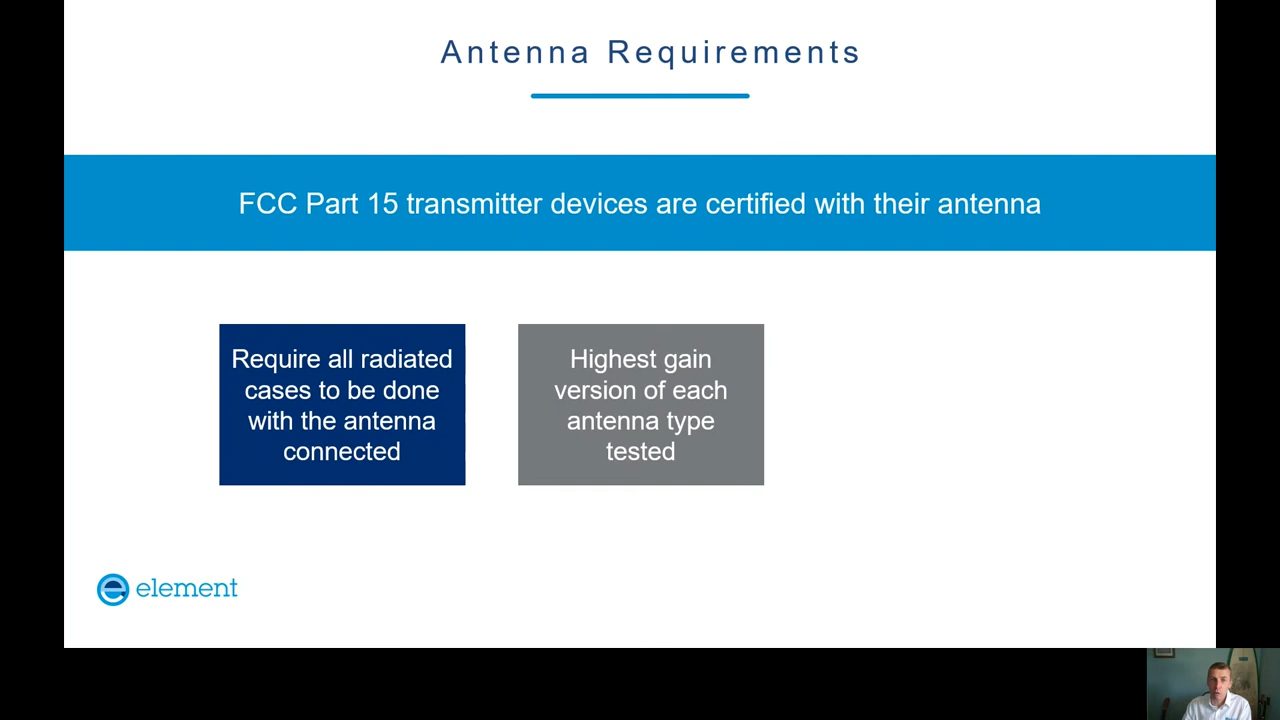 Antenna Requirements
FCC Part 15 transmitter devices are certified with their antenna
Require all radiated
cases to be done
with the antenna
connected
Highest gain
version of each
antenna type
tested
element